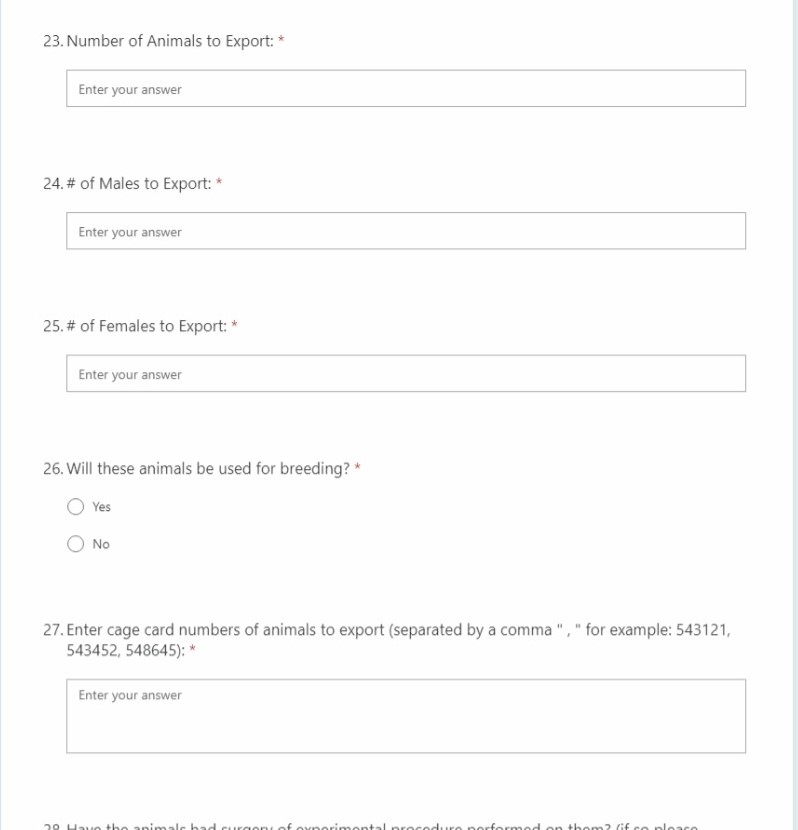 23. Number of Animals to Export: *
Enter your answer
24. # of Males to Export: *
Enter your answer
25. # of Females to Export: *
Enter your answer
26. Will these animals be used for breeding? *
Yes
No
27. Enter cage card numbers of animals to export (separated by a comma " , " for example: 543121,
543452, 548645): *
Enter your answer
28. Have the animals had surgery of experimental procedure performed on them? (if so please